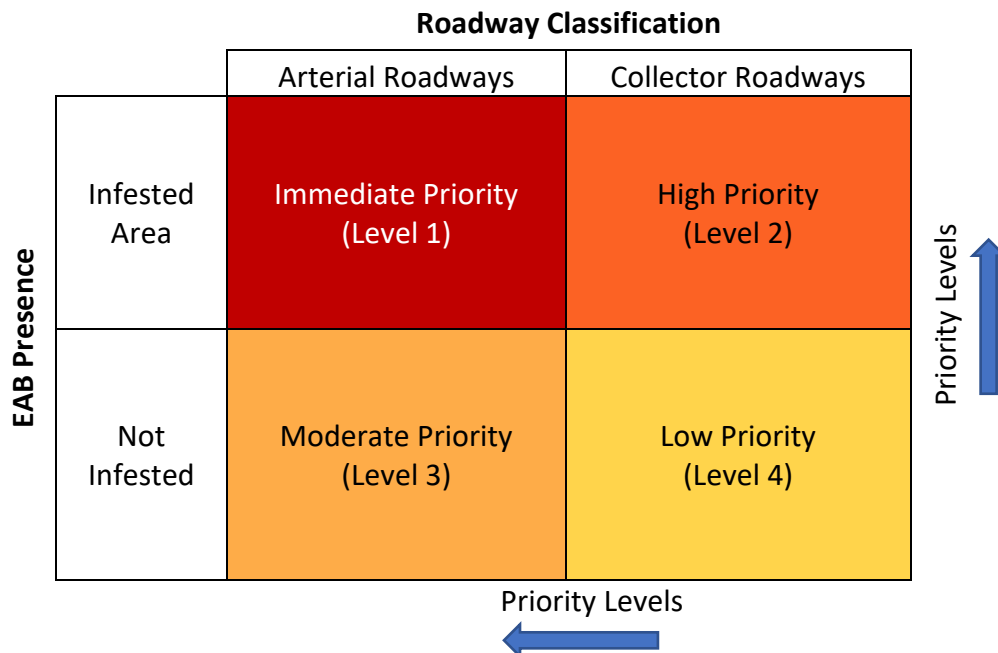 Roadway Classification
Arterial Roadways
Collector Roadways
EAB Presence
Infested
Area
Immediate Priority
(Level 1)
High Priority
(Level 2)
Priority Levels
Not
Infested
Moderate Priority
(Level 3)
Low Priority
(Level 4)
Priority Levels